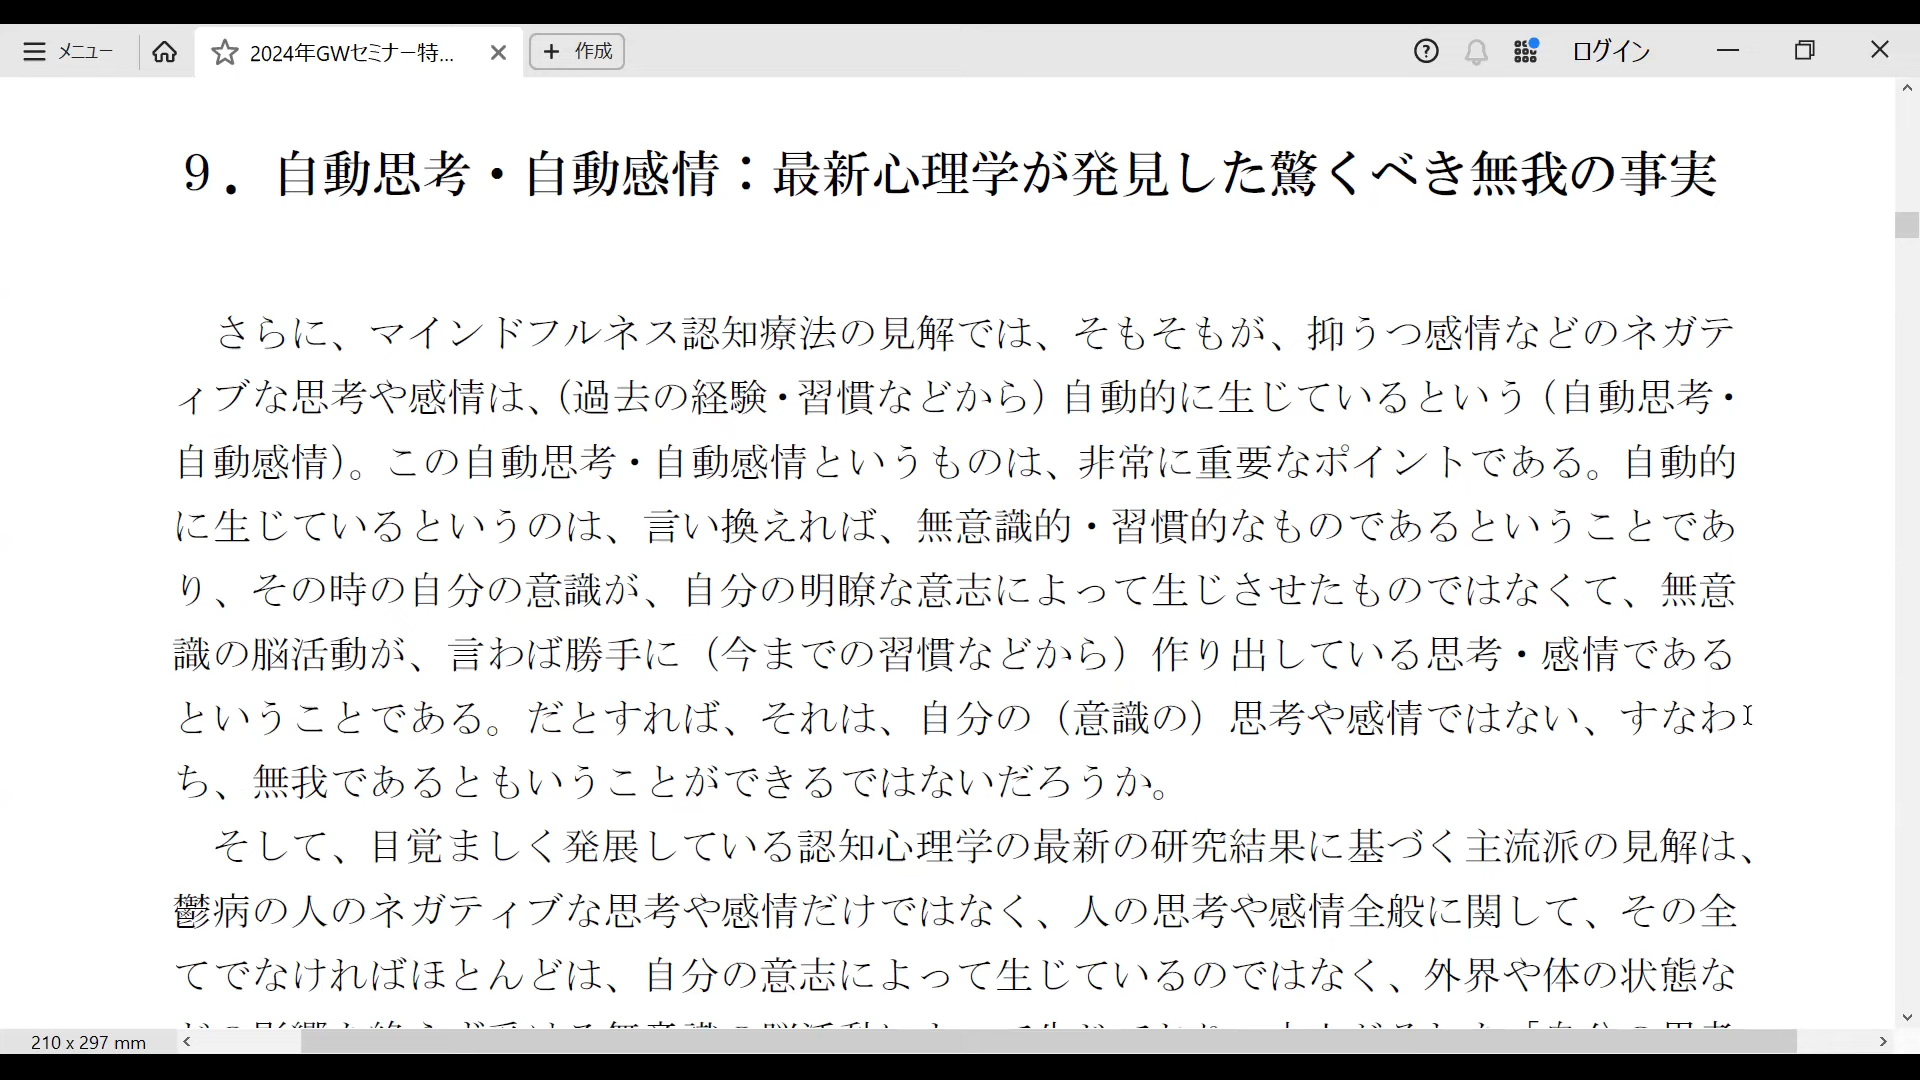 メニュー
2024年GWセミナー特...
作成
ログイン
９．自動思考・自動感情：最新心理学が発見した驚くべき無我の事実
さらに、マインドフルネス認知療法の見解では、そもそもが、抑うつ感情などのネガテ
ィブな思考や感情は、（過去の経験・習慣などから）自動的に生じているという（自動思考・
自動感情）。この自動思考・自動感情というものは、非常に重要なポイントである。自動的
に生じているというのは、言い換えれば、無意識的・習慣的なものであるということであ
り、その時の自分の意識が、自分の明瞭な意志によって生じさせたものではなくて、無意
識の脳活動が、言わば勝手に（今までの習慣などから）作り出している思考・感情である
ということである。だとすれば、それは、自分の（意識の）思考や感情ではない、すなわ
ち、無我であるともいうことができるではないだろうか。
そして、目覚ましく発展している認知心理学の最新の研究結果に基づく主流派の見解は、
鬱病の人のネガティブな思考や感情だけではなく、人の思考や感情全般に関して、その全
てでなければほとんどは、自分の意志によって生じているのではなく、外界や体の状態な
210 x 297 mm